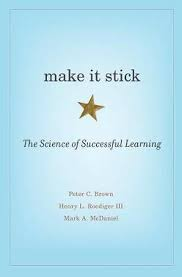 make it stick
The Science of Successful Learning
Peter C. Brown
Henry L. Roediger III
Mark A. McDaniel